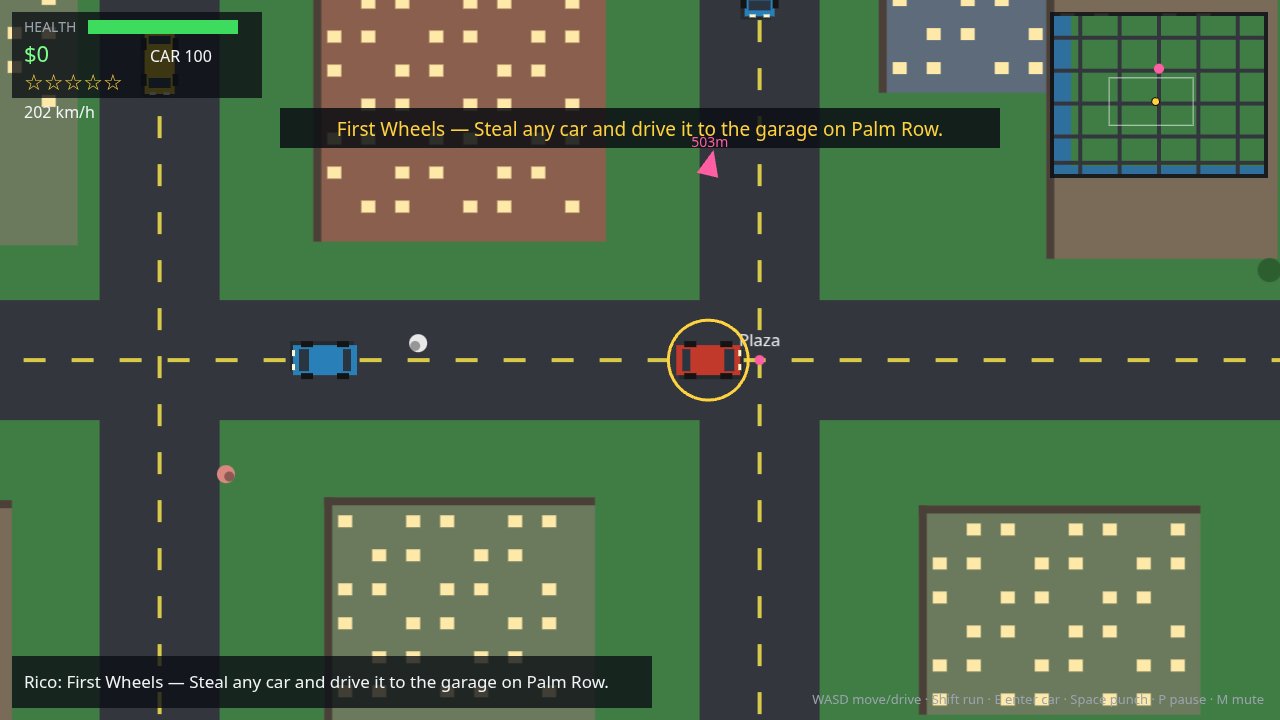 HEALTH
$0
CAR 100
☆☆☆☆☆
202 km/h
First Wheels — Steal any car and drive it to the garage on Palm Row.
503m
Plaza
Rico: First Wheels — Steal any car and drive it to the garage on Palm Row.
WASD move/drive · Shift run · E enter car · Space punch · P pause · M mute